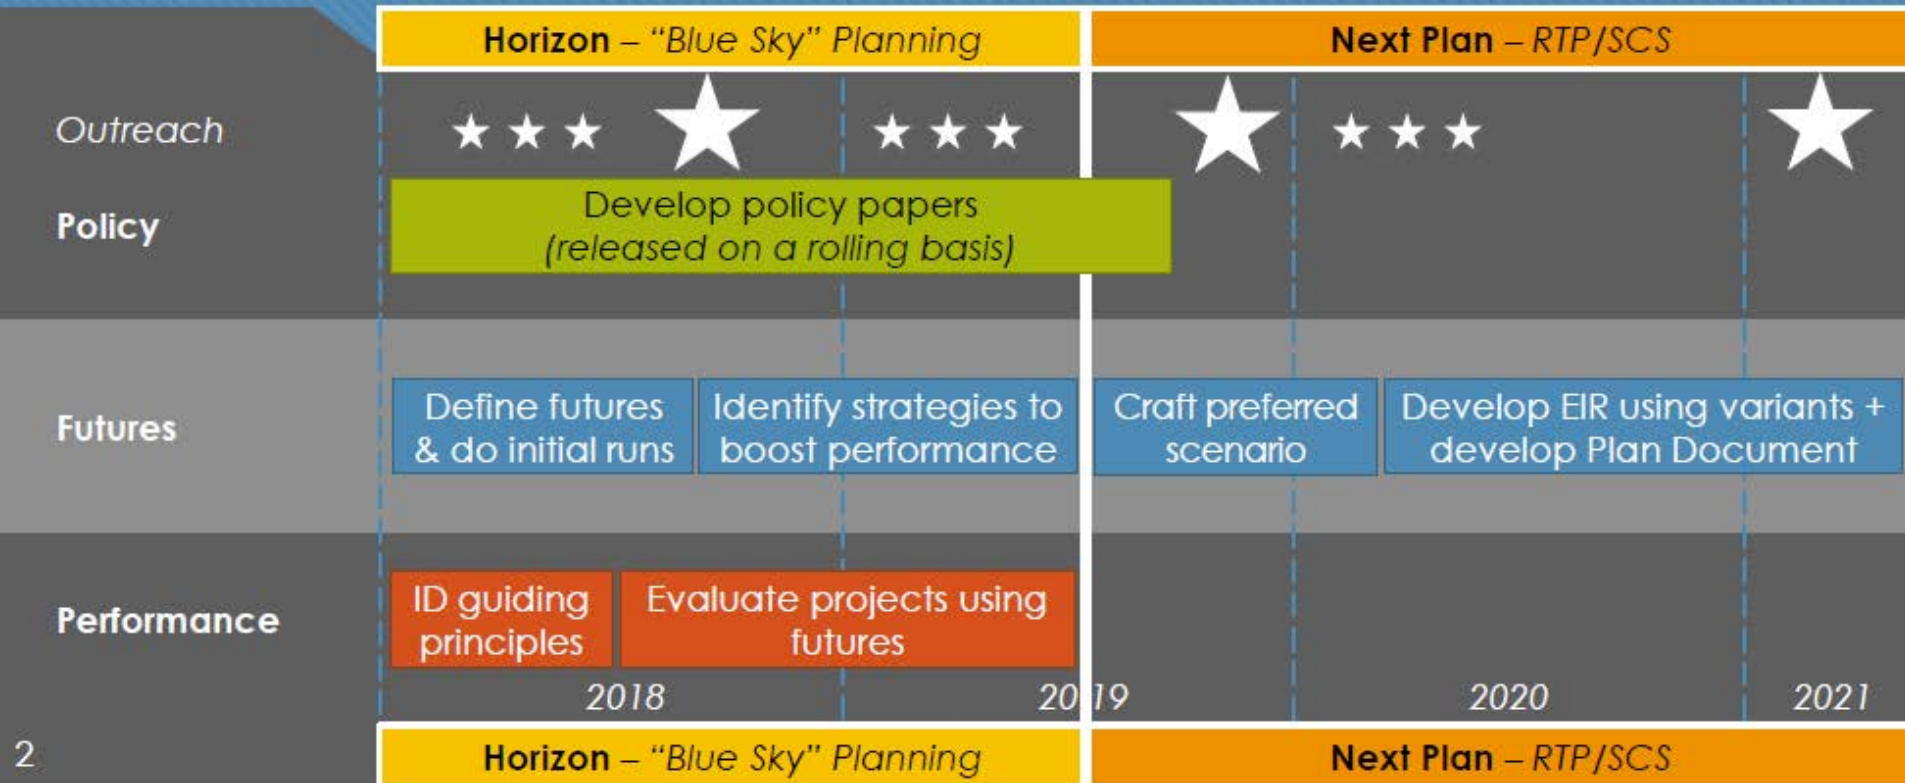 Horizon – “Blue Sky” Planning
Next Plan – RTP/SCS
Outreach
Policy
Develop policy papers
(released on a rolling basis)
Futures
Define futures
& do initial runs
Identify strategies to
boost performance
Craft preferred
scenario
Develop EIR using variants +
develop Plan Document
Performance
ID guiding
principles
Evaluate projects using
futures
2018
2019
2020
2021
2
Horizon – “Blue Sky” Planning
Next Plan – RTP/SCS